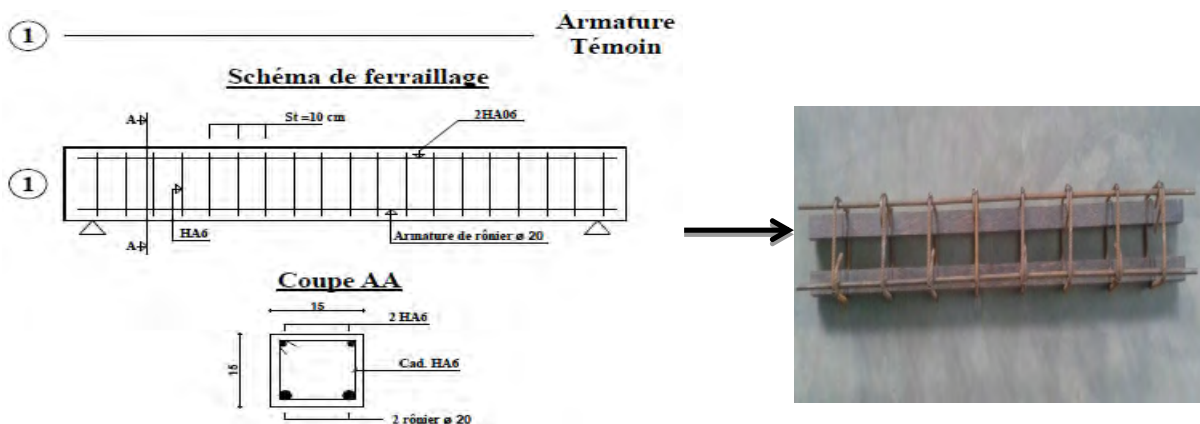 1
Armature
Témoin
Schéma de ferraillage
A
St =10 cm
2HA06
1
HA6
Armature de rônier ø 20
A
Coupe AA
15
2 HA6
15
Cad. HA6
2 rônier ø 20